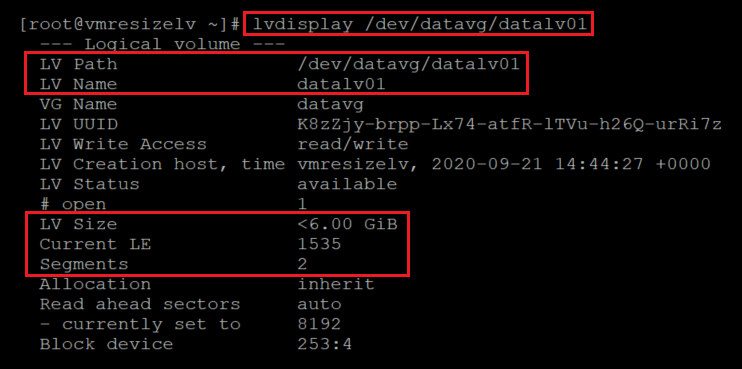 [root@vmresizelv ~]# lvdisplay /dev/datavg/datalv01
--- Logical volume ---
LV Path /dev/datavg/datalv01
LV Name datalv01
VG Name datavg
LV UUID K8zZjy-brpp-Lx74-atfR-lTVu-h26Q-urRi7z
LV Write Access read/write
LV Creation host, time vmresizelv, 2020-09-21 14:44:27 +0000
LV Status available
# open 1
LV Size <6.00 GiB
Current LE 1535
Segments 2
Allocation inherit
Read ahead sectors auto
- currently set to 8192
Block device 253:4